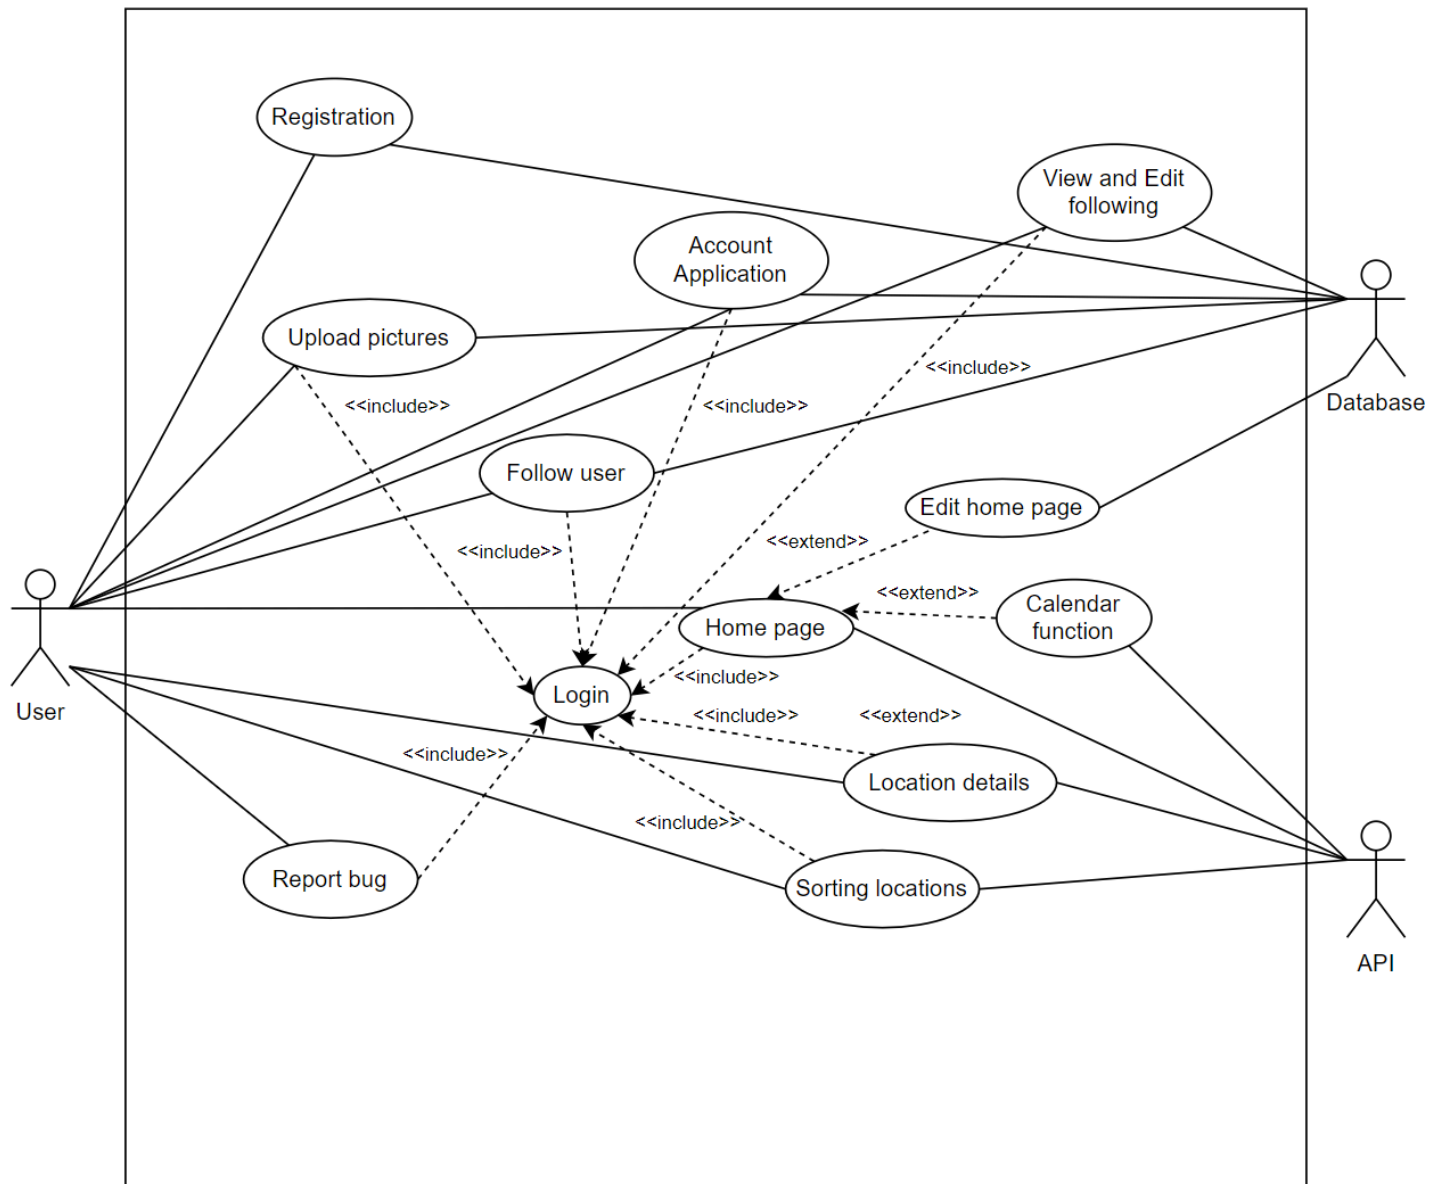 Registration
View and Edit
following
Account
Application
Upload pictures
<<include>>
<<include>>
<<include>>
Database
Follow user
Edit home page
<<include>>
<<extend>>
<<extend>>
Calendar
function
Home page
<<include>>
Login
User
<<include>>
<<extend>>
<<include>>
Location details
<<include>>
Report bug
Sorting locations
API